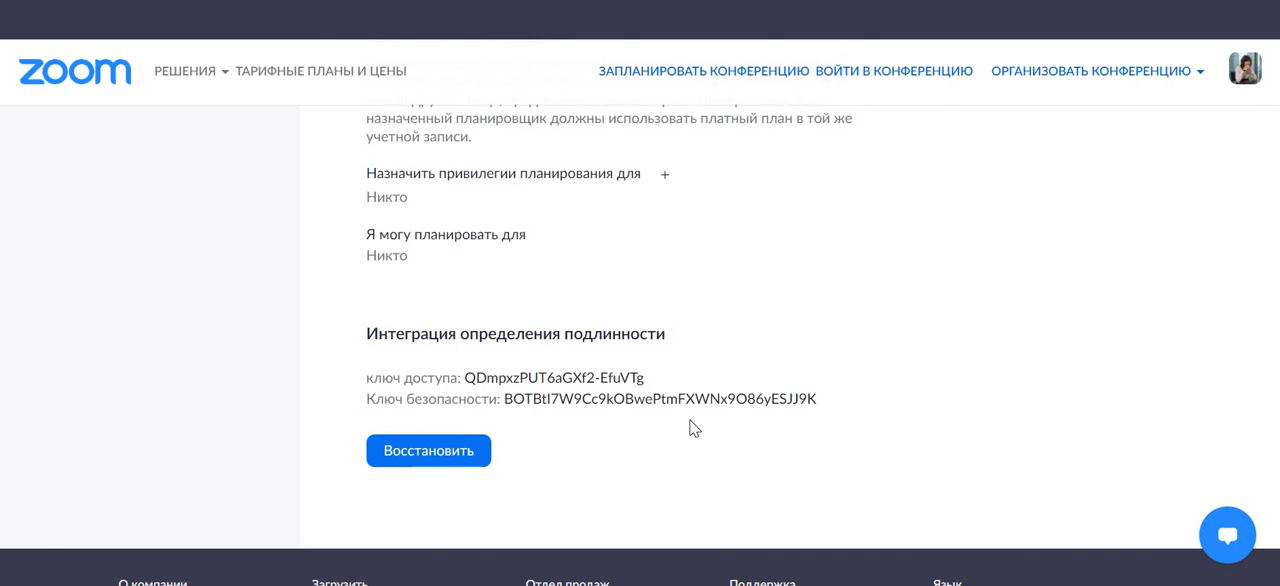 zoom
РЕШЕНИЯ ТАРИФНЫЕ ПЛАНЫ И ЦЕНЫ ЗАПЛАНИРОВАТЬ КОНФЕРЕНЦИЮ ВОЙТИ В КОНФЕРЕНЦИЮ ОРГАНИЗОВАТЬ КОНФЕРЕНЦИЮ
назначенный планировщик должны использовать платный план в той же
учетной записи.
Назначить привилегии планирования для +
Никто
Я могу планировать для
Никто
Интеграция определения подлинности
ключ доступа: QDmpxzPUT6aGXf2-EfuVTg
Ключ безопасности: BOTBtI7W9Cc9kOBwePtmFXWNx9O86yESJJ9K
Восстановить
О компании Загрузить Отдел продаж Поддержка Язык